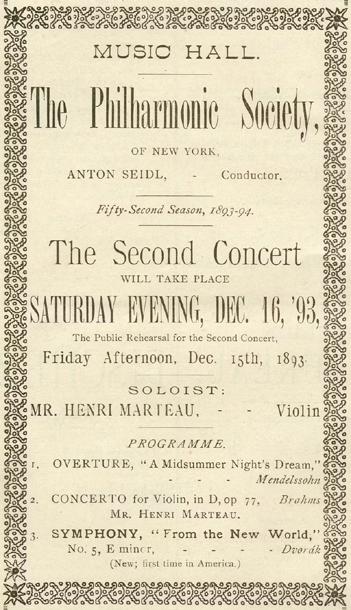 MUSIC HALL.
The Philharmonic Society,
OF NEW YORK,
ANTON SEIDL, - Conductor.
Fifty-Second Season, 1893-94.
The Second Concert
WILL TAKE PLACE
SATURDAY EVENING, DEC. 16, '93,
The Public Rehearsal for the Second Concert,
Friday Afternoon, Dec. 15th, 1893
SOLOIST:
MR. HENRI MARTEAU, - - Violin
PROGRAMME.
1. OVERTURE, "A Midsummer Night's Dream,"
- - - - Mendelssohn
2. CONCERTO for Violin, in D, op 77, Brahms
MR. HENRI MARTEAU.
3. SYMPHONY, "From the New World,"
No. 5, E minor, - - - - Dvorák
(New; first time in America.)